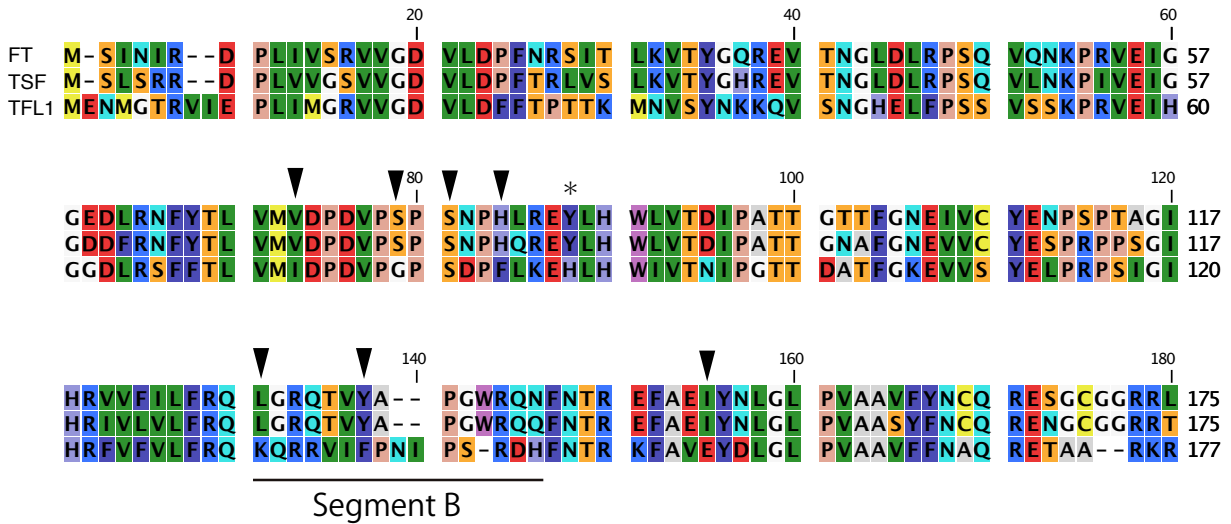 20 40 60
FT M-SINIR--D PLIVSRVVGD VLDPFNRSIT LKVTYGQREV TNGLDLRPSQ VQNKPRVEIG 57
TSF M-SLSRR--D PLVVGSVVGD VLDPFTRLVS LKVTYGHREV TNGLDLRPSQ VLNKPIVEIG 57
TFL1 MENMGTRVIE PLIMGRVVGD VLDFFTPTTK MNVSYNKKQV SNGHELFPSS VSSKPRVEIH 60
80 * 100 120
GEDLRNFYTL VMVDPDVPSP SNPHLREYLH WLVTDIPATT GTTFGNEIVC YENPSPTAGI 117
GDDFRNFYTL VMVDPDVPSP SNPHQREYLH WLVTDIPATT GNAFGNEVVC YESPRPPSGI 117
GGDLRSFFTL VMIDPDVPGP SDPFLKEHLH WIVTNIPGTT DATFGKEVVS YELPRPSIGI 120
140 160 180
HRVVFILFRQ LGRQTVYA-- PGWRQNFNTR EFAEIYNLGL PVAAVFYNCQ RESGCGGRRL 175
HRIVLVLFRQ LGRQTVYA-- PGWRQQFNTR EFAEIYNLGL PVAASYFNCQ RENGCGGRRT 175
HRFVFVLFRQ KQRRVIFPNI PS-RDHFNTR KFAVEYDLGL PVAAVFFNAQ RETAA--RKR 177
Segment B